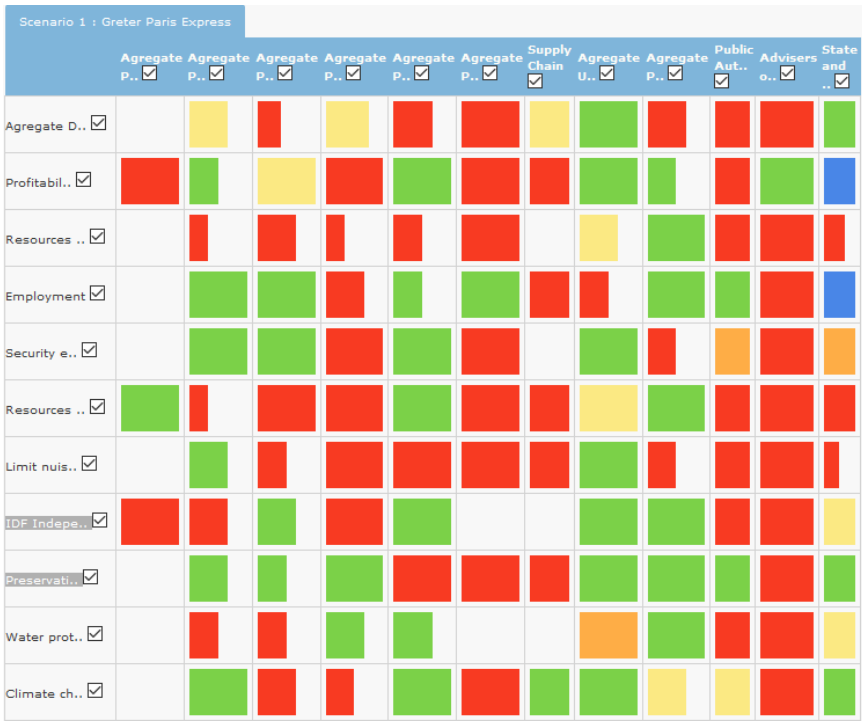 Scenario 1 : Greter Paris Express
Agregate P..
Agregate P..
Agregate P..
Agregate P..
Agregate P..
Agregate P..
Supply Chain
Agregate U..
Agregate P..
Public Aut..
Advisers o..
State and ..
Agregate D..
Profitabil..
Resources ..
Employment
Security e..
Resources ..
Limit nuis..
IDF Indepe..
Preservati..
Water prot..
Climate ch..